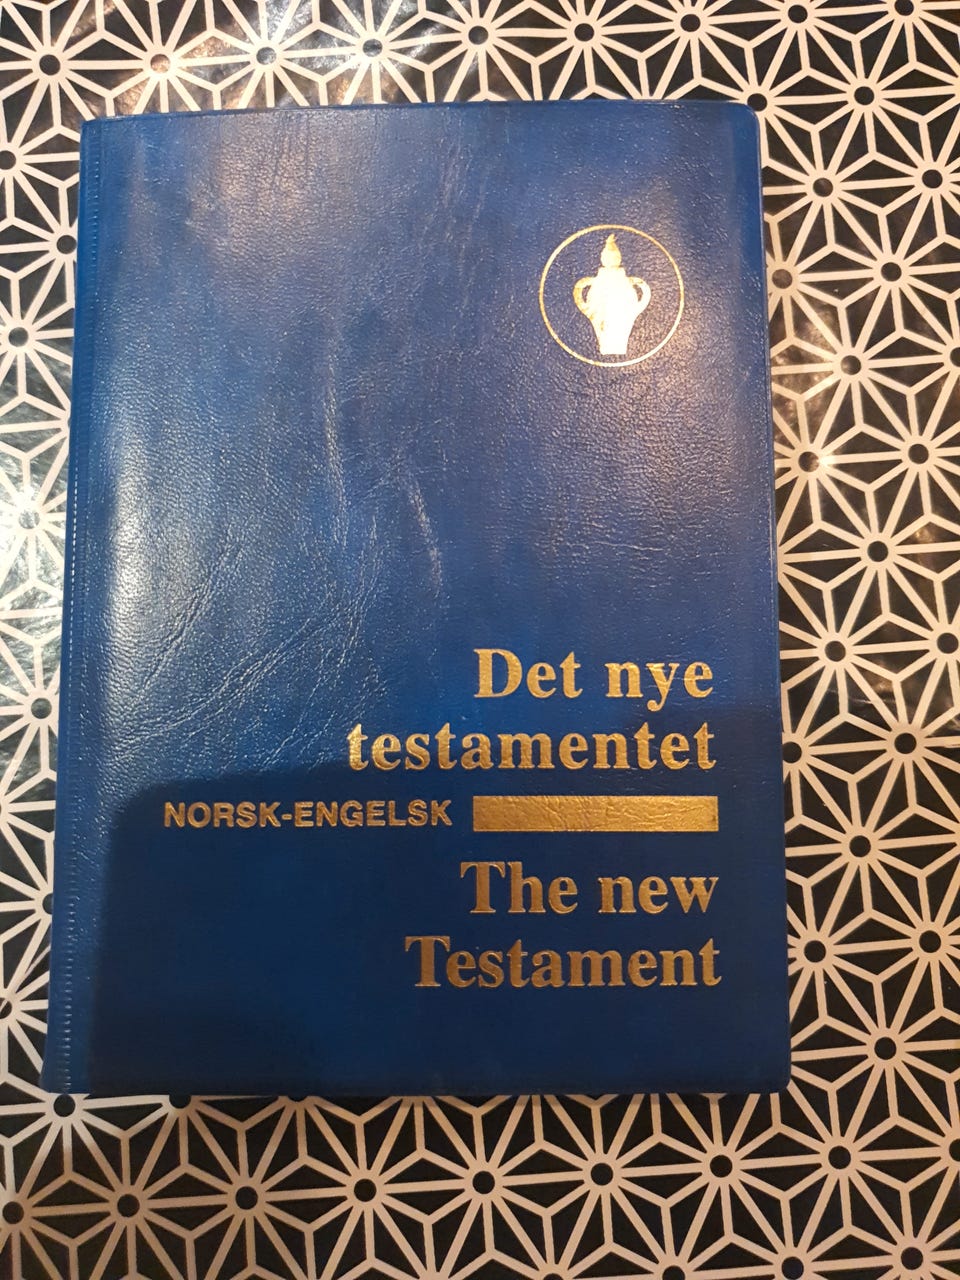 Det nye
testamentet
NORSK-ENGELSK
The new
Testament